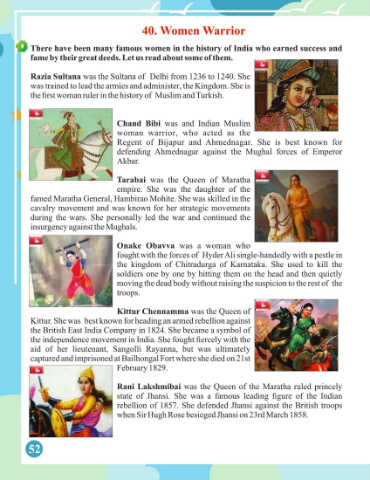 40. Women Warrior
There have been many famous women in the history of India who earned success and
fame by their great deeds. Let us read about some of them.
Razia Sultana was the Sultana of Delhi from 1236 to 1240. She
was trained to lead the armies and administer, the Kingdom. She is
the first woman ruler in the history of Muslim and Turkish.
Chand Bibi was and Indian Muslim
woman warrior, who acted as the
Regent of Bijapur and Ahmednagar. She is best known for
defending Ahmednagar against the Mughal forces of Emperor
Akbar.
Tarabai was the Queen of Maratha
empire. She was the daughter of the
famed Maratha General, Hambirao Mohite. She was skilled in the
cavalry movement and was known for her strategic movements
during the wars. She personally led the war and continued the
insurgency against the Mughals.
Onake Obavva was a woman who
fought with the forces of Hyder Ali single-handedly with a pestle in
the kingdom of Chitradurga of Karnataka. She used to kill the
soldiers one by one by hitting them on the head and then quietly
moving the dead body without raising the suspicion to the rest of the
troops.
Kittur Chennamma was the Queen of
Kittur. She was best known for heading an armed rebellion against
the British East India Company in 1824. She became a symbol of
the independence movement in India. She fought fiercely with the
aid of her lieutenant, Sangolli Rayanna, but was ultimately
captured and imprisoned at Bailhongal Fort where she died on 21st
February 1829.
Rani Lakshmibai was the Queen of the Maratha ruled princely
state of Jhansi. She was a famous leading figure of the Indian
rebellion of 1857. She defended Jhansi against the British troops
when Sir Hugh Rose besieged Jhansi on 23rd March 1858.
52